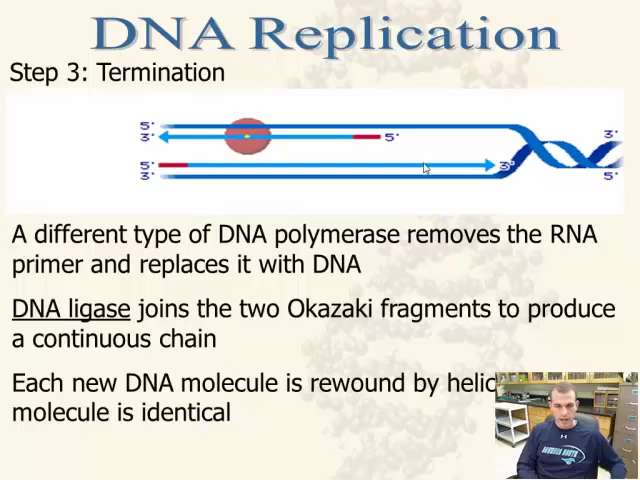 DNA Replication
Step 3: Termination
5'
3'
5'
3'
5'
3'
3'
3'
5'
A different type of DNA polymerase removes the RNA
primer and replaces it with DNA
DNA ligase joins the two Okazaki fragments to produce
a continuous chain
Each new DNA molecule is rewound by
molecule is identical